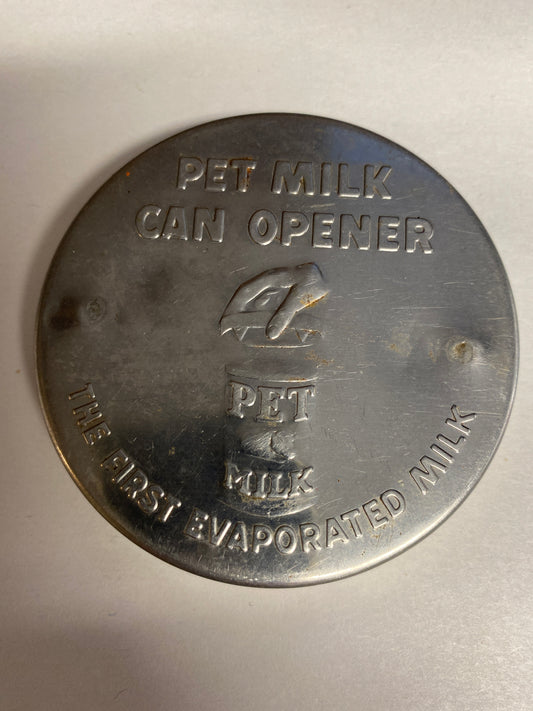 PET MILK
CAN OPENER
PET
MILK
THE FIRST EVAPORATED MILK